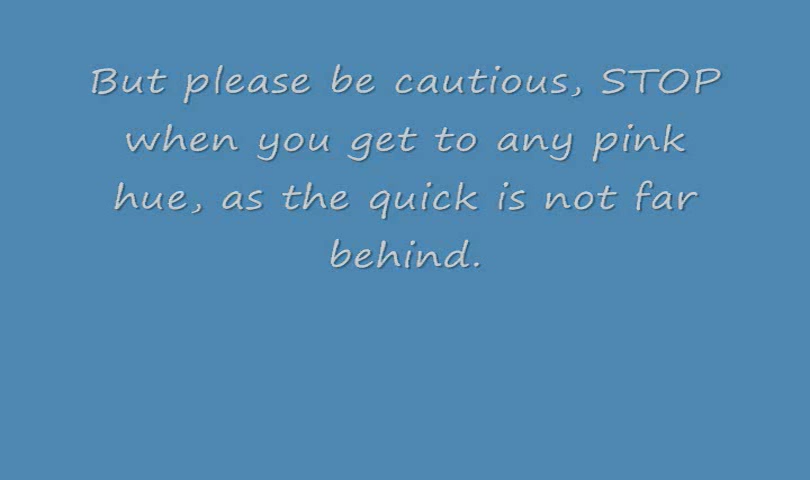 But please be cautious, STOP
when you get to any pink
hue, as the quick is not far
behind.